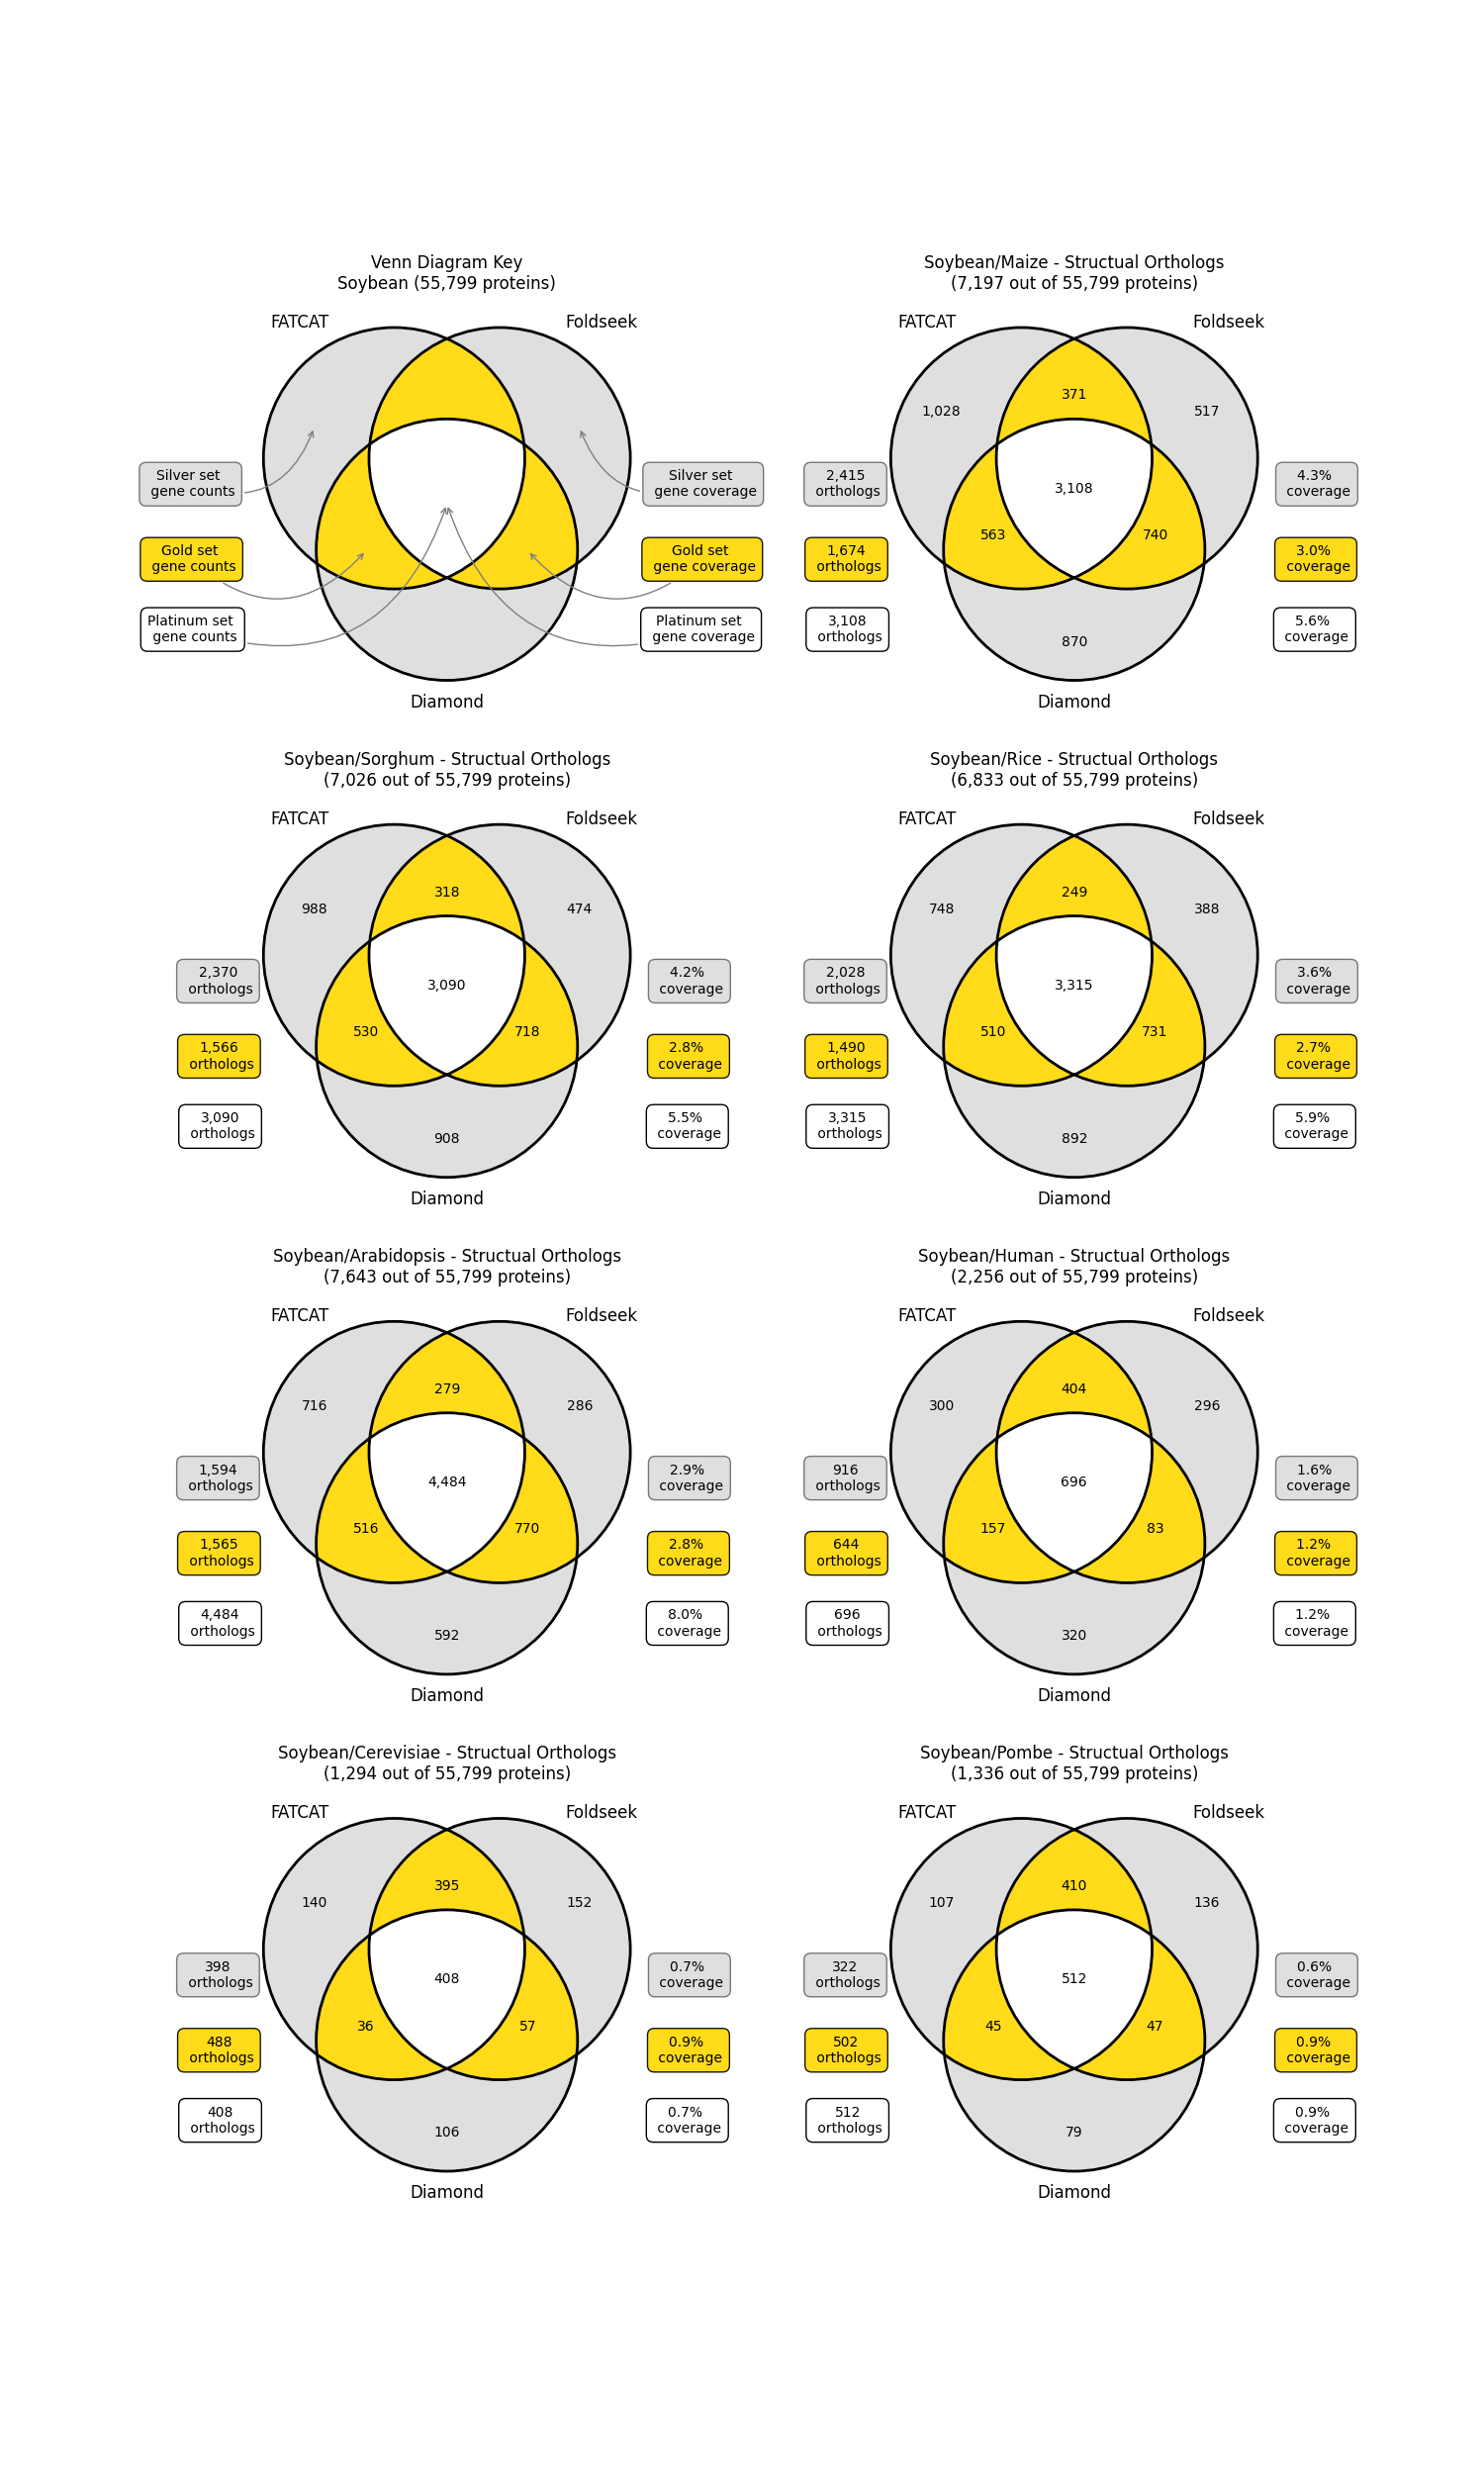 Venn Diagram Key
Soybean (55,799 proteins)
FATCAT
Foldseek
Silver set
gene counts
Silver set
gene coverage
Gold set
gene counts
Gold set
gene coverage
Platinum set
gene counts
Platinum set
gene coverage
Diamond
Soybean/Maize - Structual Orthologs
(7,197 out of 55,799 proteins)
FATCAT
Foldseek
371
1,028
517
2,415
orthologs
3,108
4.3%
coverage
563
740
1,674
orthologs
3.0%
coverage
3,108
orthologs
5.6%
coverage
870
Diamond
Soybean/Sorghum - Structual Orthologs
(7,026 out of 55,799 proteins)
FATCAT
Foldseek
318
988
474
2,370
orthologs
3,090
4.2%
coverage
530
718
1,566
orthologs
2.8%
coverage
3,090
orthologs
5.5%
coverage
908
Diamond
Soybean/Rice - Structual Orthologs
(6,833 out of 55,799 proteins)
FATCAT
Foldseek
249
748
388
2,028
orthologs
3,315
3.6%
coverage
510
731
1,490
orthologs
2.7%
coverage
3,315
orthologs
5.9%
coverage
892
Diamond
Soybean/Arabidopsis - Structual Orthologs
(7,643 out of 55,799 proteins)
FATCAT
Foldseek
279
716
286
1,594
orthologs
4,484
2.9%
coverage
516
770
1,565
orthologs
2.8%
coverage
4,484
orthologs
8.0%
coverage
592
Diamond
Soybean/Human - Structual Orthologs
(2,256 out of 55,799 proteins)
FATCAT
Foldseek
404
300
296
916
orthologs
696
1.6%
coverage
157
83
644
orthologs
1.2%
coverage
696
orthologs
1.2%
coverage
320
Diamond
Soybean/Cerevisiae - Structual Orthologs
(1,294 out of 55,799 proteins)
FATCAT
Foldseek
395
140
152
398
orthologs
408
0.7%
coverage
36
57
488
orthologs
0.9%
coverage
408
orthologs
0.7%
coverage
106
Diamond
Soybean/Pombe - Structual Orthologs
(1,336 out of 55,799 proteins)
FATCAT
Foldseek
410
107
136
322
orthologs
512
0.6%
coverage
45
47
502
orthologs
0.9%
coverage
512
orthologs
0.9%
coverage
79
Diamond